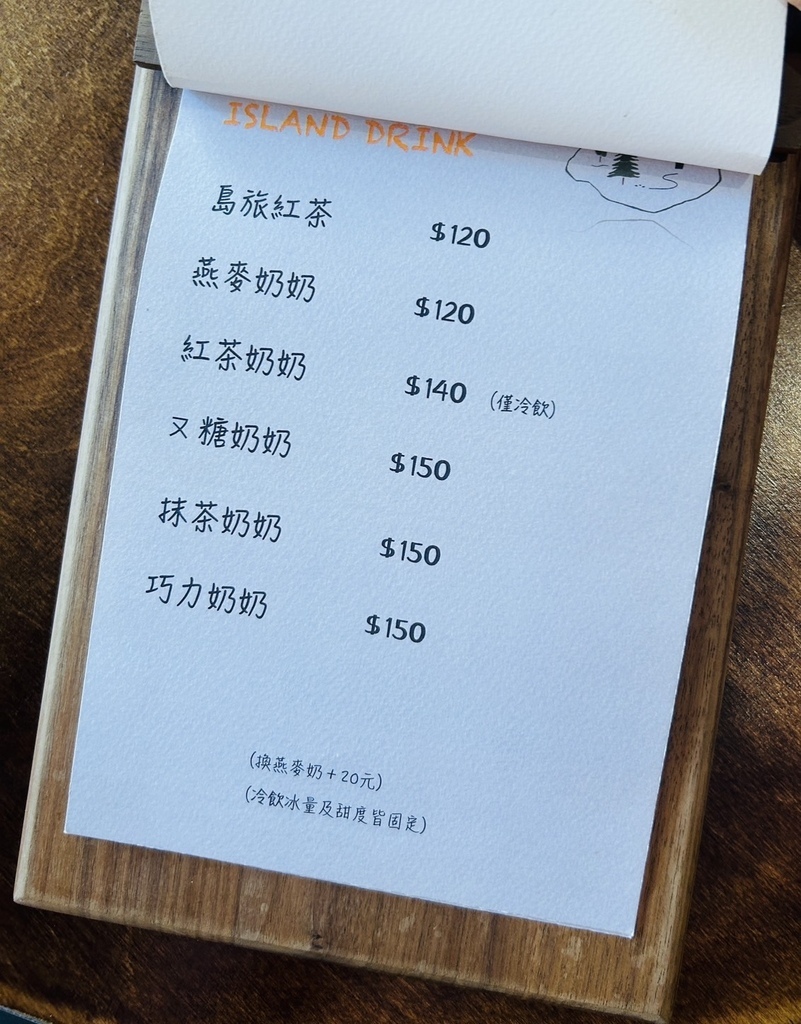 ISLAND DRINK
島旅紅茶 $120
燕麥奶奶 $120
紅茶奶奶 $140 (僅冷飲)
ㄡ糖奶奶 $150
抹茶奶奶 $150
巧力奶奶 $150
(換燕麥奶+20元)
(冷飲冰量及甜度皆固定)